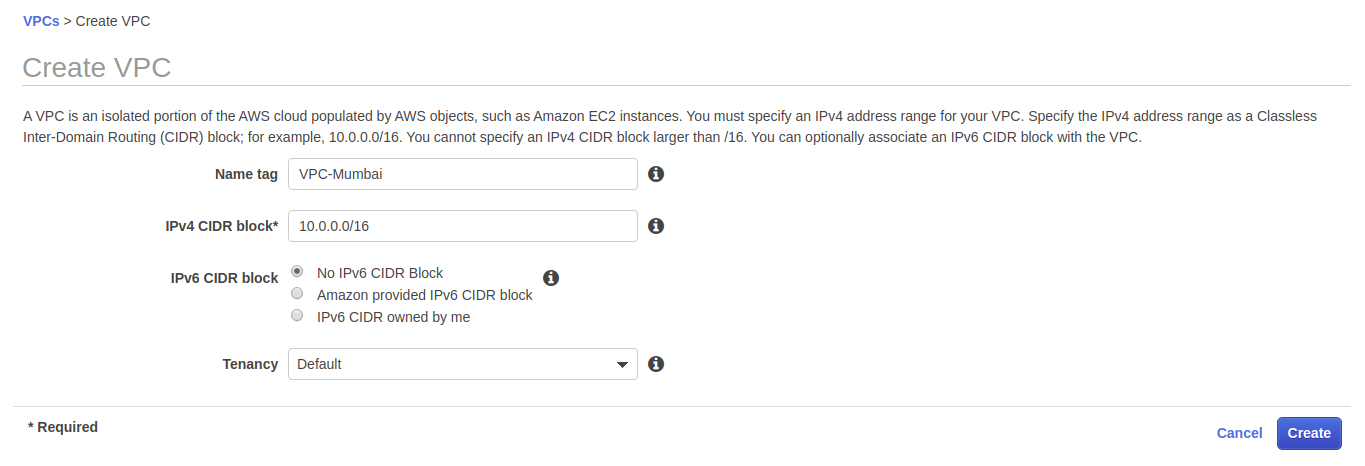 VPCs > Create VPC
Create VPC
A VPC is an isolated portion of the AWS cloud populated by AWS objects, such as Amazon EC2 instances. You must specify an IPv4 address range for your VPC. Specify the IPv4 address range as a Classless
Inter-Domain Routing (CIDR) block; for example, 10.0.0.0/16. You cannot specify an IPv4 CIDR block larger than /16. You can optionally associate an IPv6 CIDR block with the VPC.
Name tag VPC-Mumbai
IPv4 CIDR block* 10.0.0.0/16
IPv6 CIDR block No IPv6 CIDR Block
Amazon provided IPv6 CIDR block
IPv6 CIDR owned by me
Tenancy Default
* Required
Cancel Create